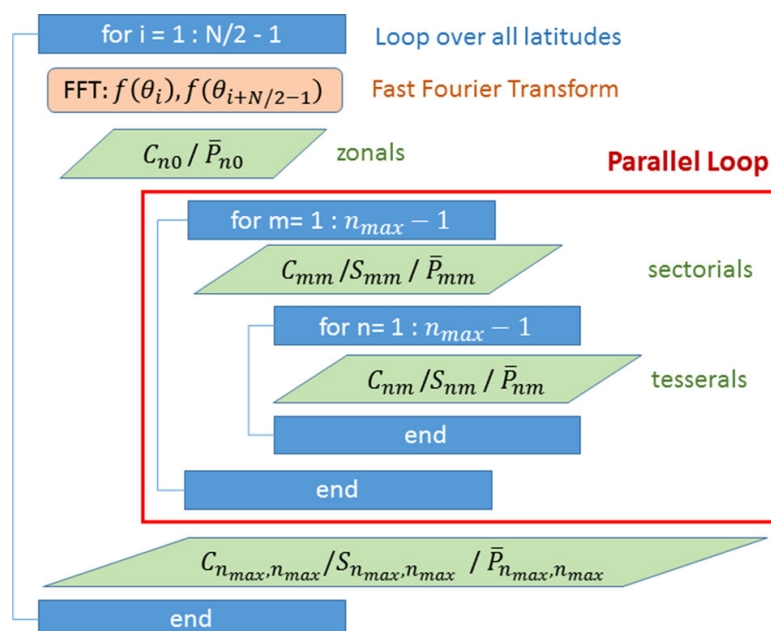 for i = 1 : N/2 - 1 Loop over all latitudes
FFT: f(θ_i), f(θ_{i+N/2−1}) Fast Fourier Transform
C_{n0} / P̄_{n0} zonals
Parallel Loop
for m= 1 : n_{max} − 1
C_{mm} /S_{mm} / P̄_{mm} sectorials
for n= 1 : n_{max} − 1
C_{nm} /S_{nm} / P̄_{nm} tesserals
end
end
C_{n_{max},n_{max}}/S_{n_{max},n_{max}} / P̄_{n_{max},n_{max}}
end